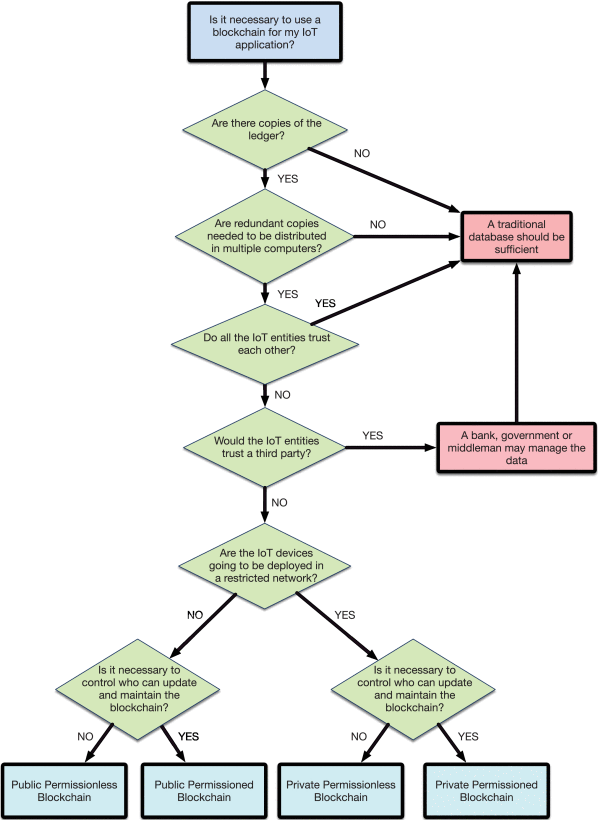 Is it necessary to use a
blockchain for my IoT
application?
Are there copies of the
ledger?
NO
YES
Are redundant copies
needed to be distributed
in multiple computers?
NO
A traditional
database should be
sufficient
YES
YES
Do all the IoT entities trust
each other?
NO
Would the IoT entities
trust a third party?
YES
A bank, government or
middleman may manage the
data
NO
Are the IoT devices
going to be deployed in
a restricted network?
NO
YES
Is it necessary to
control who can update
and maintain the
blockchain?
Is it necessary to
control who can update
and maintain the
blockchain?
NO
YES
NO
YES
Public Permissionless
Blockchain
Public Permissioned
Blockchain
Private Permissionless
Blockchain
Private Permissioned
Blockchain